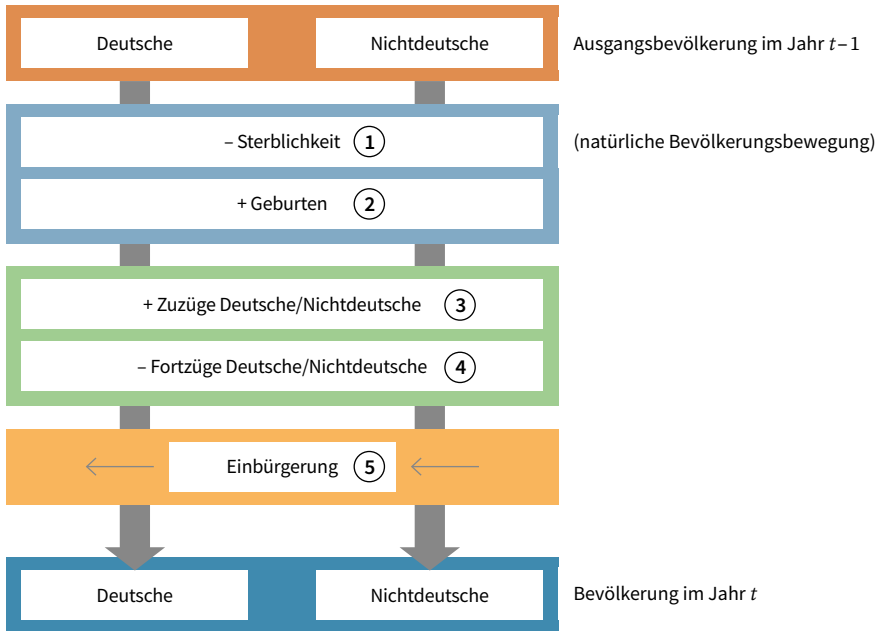 Deutsche
Nichtdeutsche
Ausgangsbevölkerung im Jahr t–1
– Sterblichkeit 1
(natürliche Bevölkerungsbewegung)
+ Geburten 2
+ Zuzüge Deutsche/Nichtdeutsche 3
– Fortzüge Deutsche/Nichtdeutsche 4
Einbürgerung 5
Deutsche
Nichtdeutsche
Bevölkerung im Jahr t